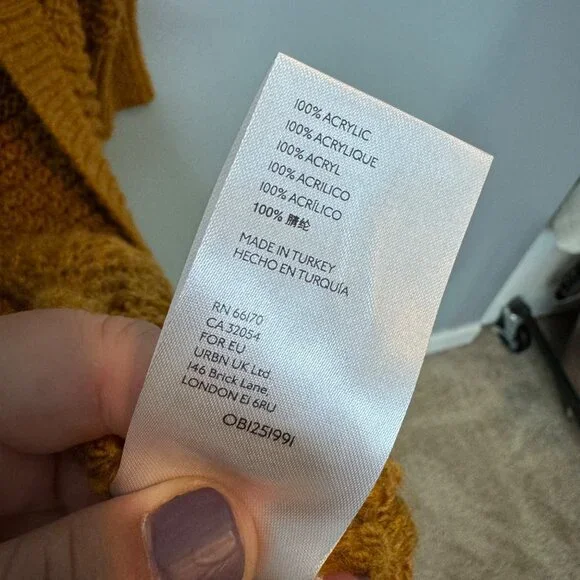 100% ACRYLIC
100% ACRYLIQUE
100% ACRYL
100% ACRILICO
100% ACRÍLICO
100% 腈纶
MADE IN TURKEY
HECHO EN TURQUÍA
RN 66170
CA 32054
FOR EU
URBN UK Ltd.
146 Brick Lane,
LONDON E1 6RU
OB1251991